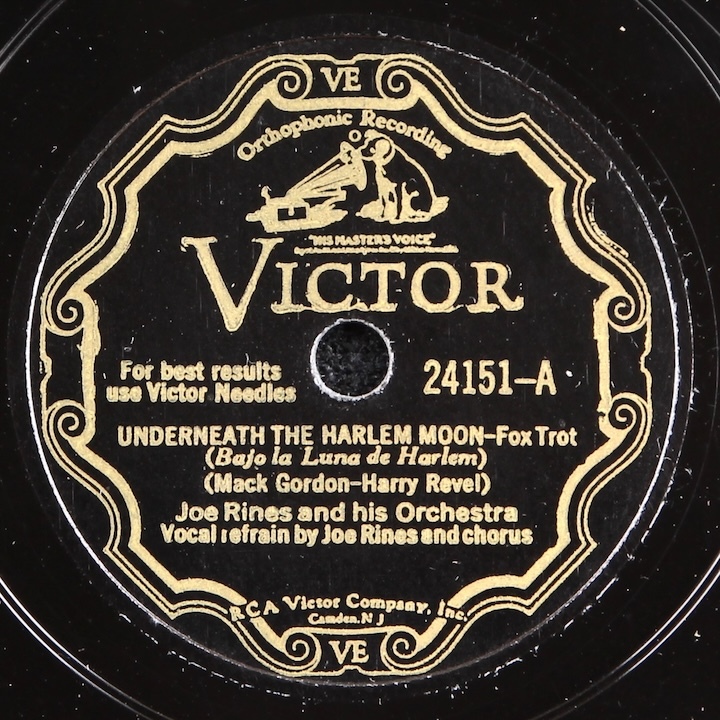 VE
Orthophonic Recording
"HIS MASTER'S VOICE"
VICTOR
For best results
use Victor Needles
24151-A
UNDERNEATH THE HARLEM MOON-Fox Trot
(Bajo la Luna de Harlem)
(Mack Gordon-Harry Revel)
Joe Rines and his Orchestra
Vocal refrain by Joe Rines and chorus
RCA Victor Company, Inc.
Camden, N J
VE